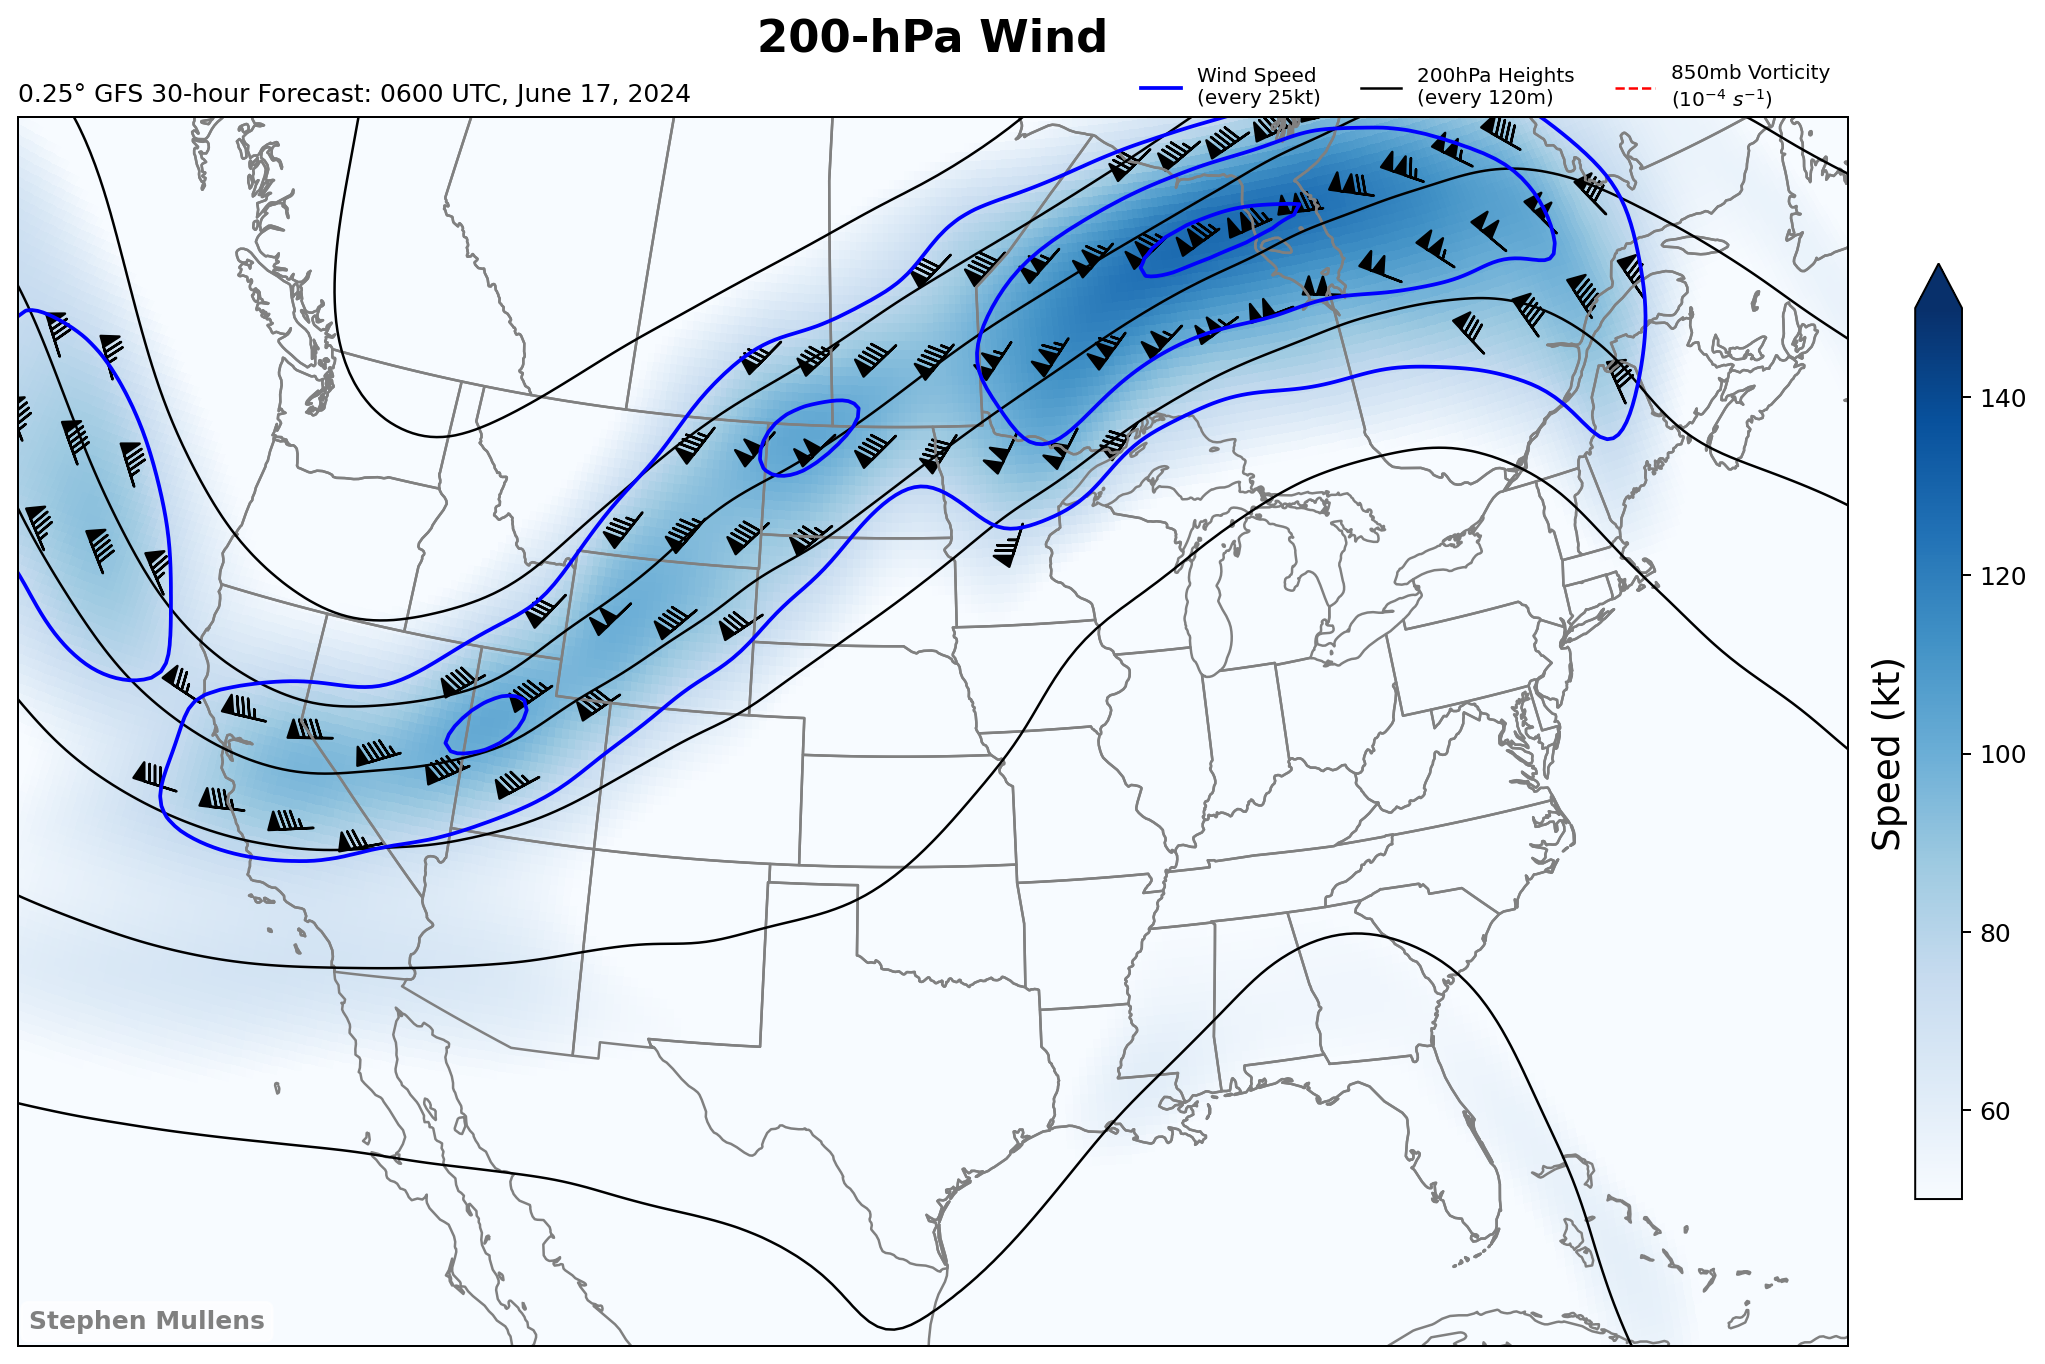 200-hPa Wind
0.25° GFS 30-hour Forecast: 0600 UTC, June 17, 2024
Wind Speed
(every 25kt)
200hPa Heights
(every 120m)
850mb Vorticity
(10⁻⁴ s⁻¹)
140
120
100
80
60
Speed (kt)
Stephen Mullens